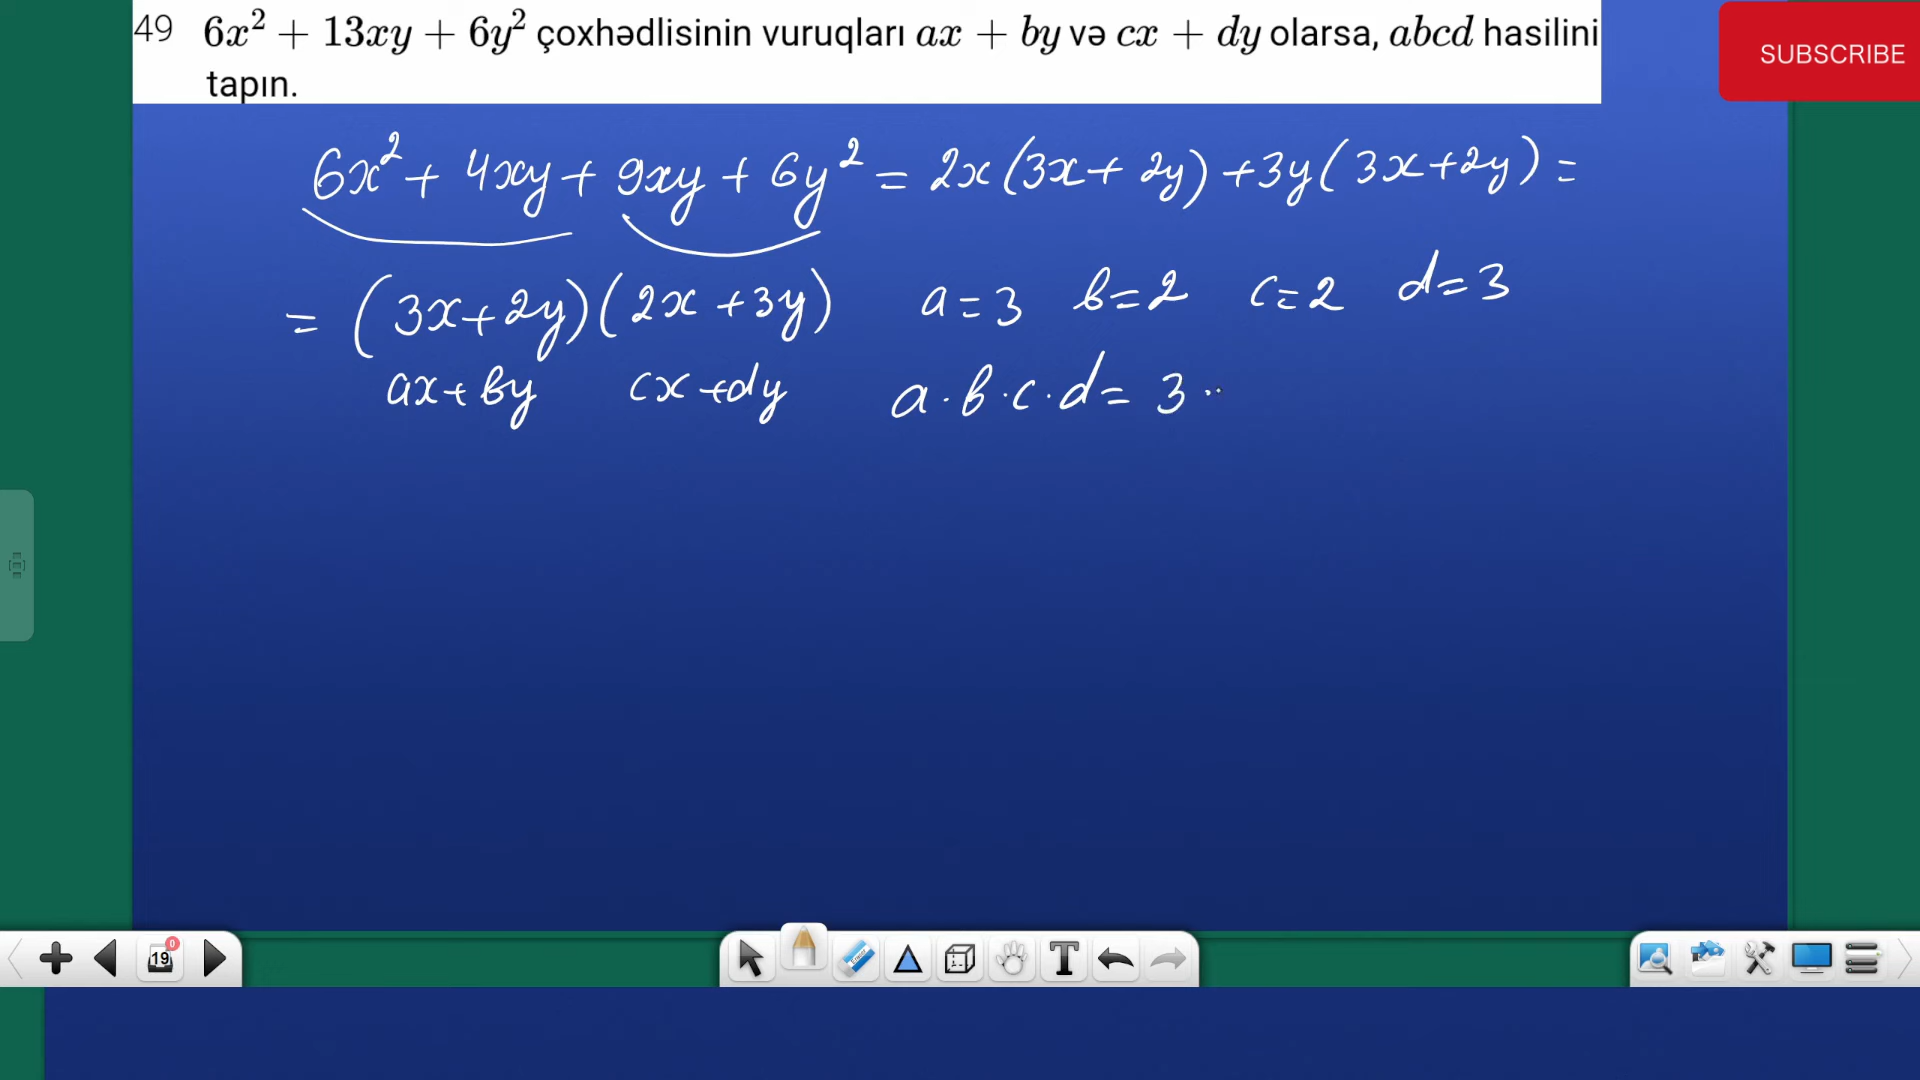 49 6x² + 13xy + 6y² çoxhədlisinin vuruqları ax + by və cx + dy olarsa, abcd hasilini
tapın.
SUBSCRIBE
6x² + 4xy + 9xy + 6y² = 2x(3x + 2y) + 3y(3x + 2y) =
= (3x + 2y)(2x + 3y) a = 3 b = 2 c = 2 d = 3
ax + by cx + dy a · b · c · d = 3 ·
19
0
T